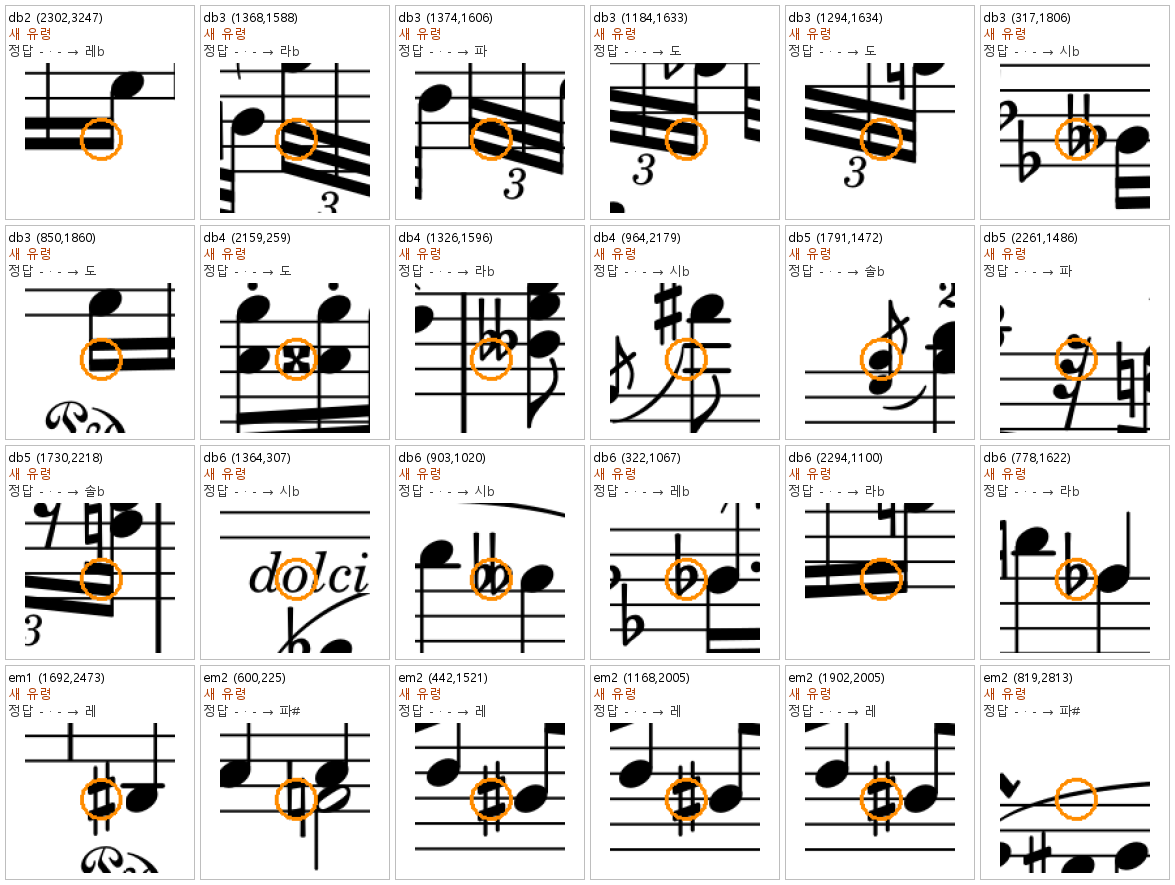 db2 (2302,3247)
새 유령
정답 - · - → 레b
db3 (1368,1588)
새 유령
정답 - · - → 라b
3
db3 (1374,1606)
새 유령
정답 - · - → 파
3
db3 (1184,1633)
새 유령
정답 - · - → 도
3
db3 (1294,1634)
새 유령
정답 - · - → 도
3
db3 (317,1806)
새 유령
정답 - · - → 시b
db3 (850,1860)
새 유령
정답 - · - → 도
db4 (2159,259)
새 유령
정답 - · - → 도
db4 (1326,1596)
새 유령
정답 - · - → 라b
db4 (964,2179)
새 유령
정답 - · - → 시b
db5 (1791,1472)
새 유령
정답 - · - → 솔b
2
db5 (2261,1486)
새 유령
정답 - · - → 파
db5 (1730,2218)
새 유령
정답 - · - → 솔b
3
db6 (1364,307)
새 유령
정답 - · - → 시b
dolci
db6 (903,1020)
새 유령
정답 - · - → 시b
db6 (322,1067)
새 유령
정답 - · - → 레b
db6 (2294,1100)
새 유령
정답 - · - → 라b
db6 (778,1622)
새 유령
정답 - · - → 라b
em1 (1692,2473)
새 유령
정답 - · - → 레
em2 (600,225)
새 유령
정답 - · - → 파#
em2 (442,1521)
새 유령
정답 - · - → 레
em2 (1168,2005)
새 유령
정답 - · - → 레
em2 (1902,2005)
새 유령
정답 - · - → 레
em2 (819,2813)
새 유령
정답 - · - → 파#